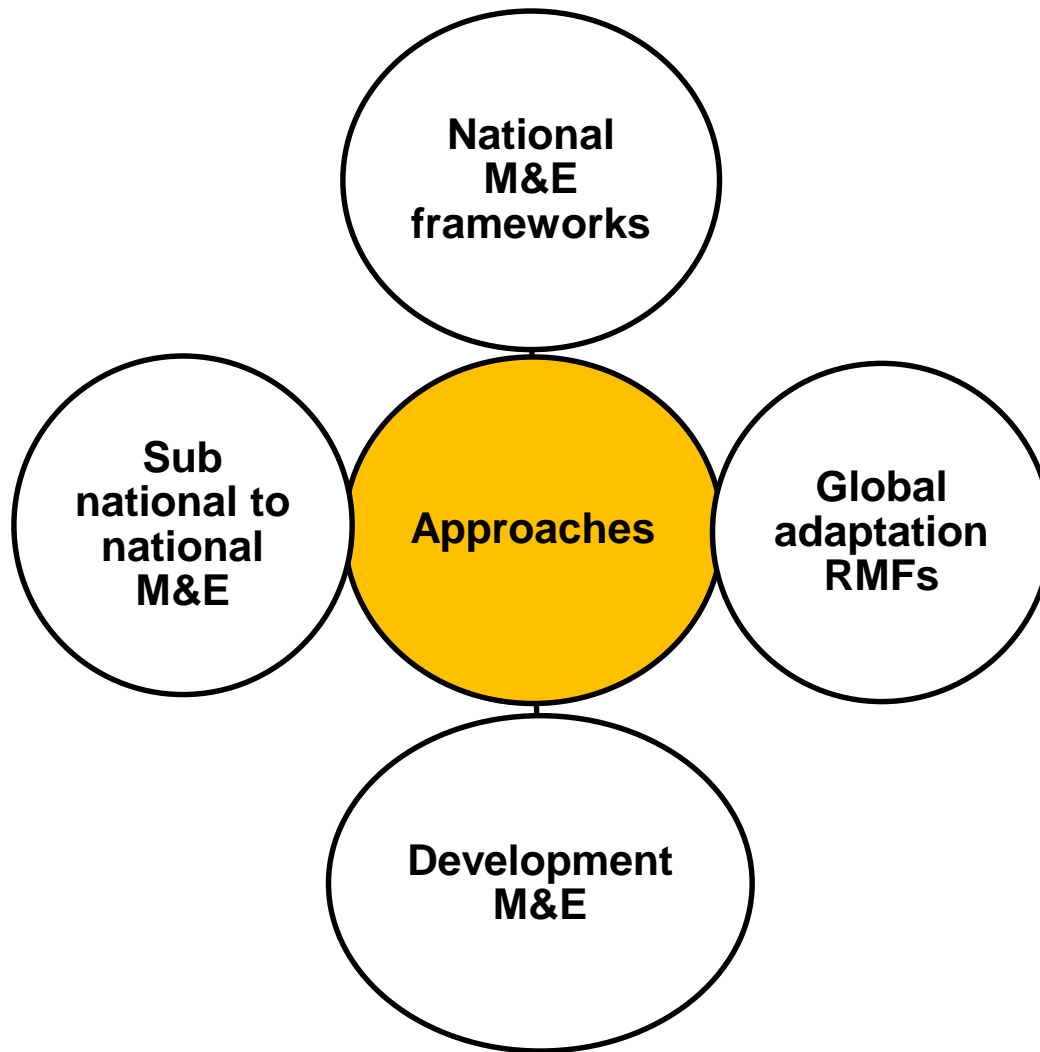 National
M&E
frameworks
Sub
national to
national
M&E
Approaches
Global
adaptation
RMFs
Development
M&E